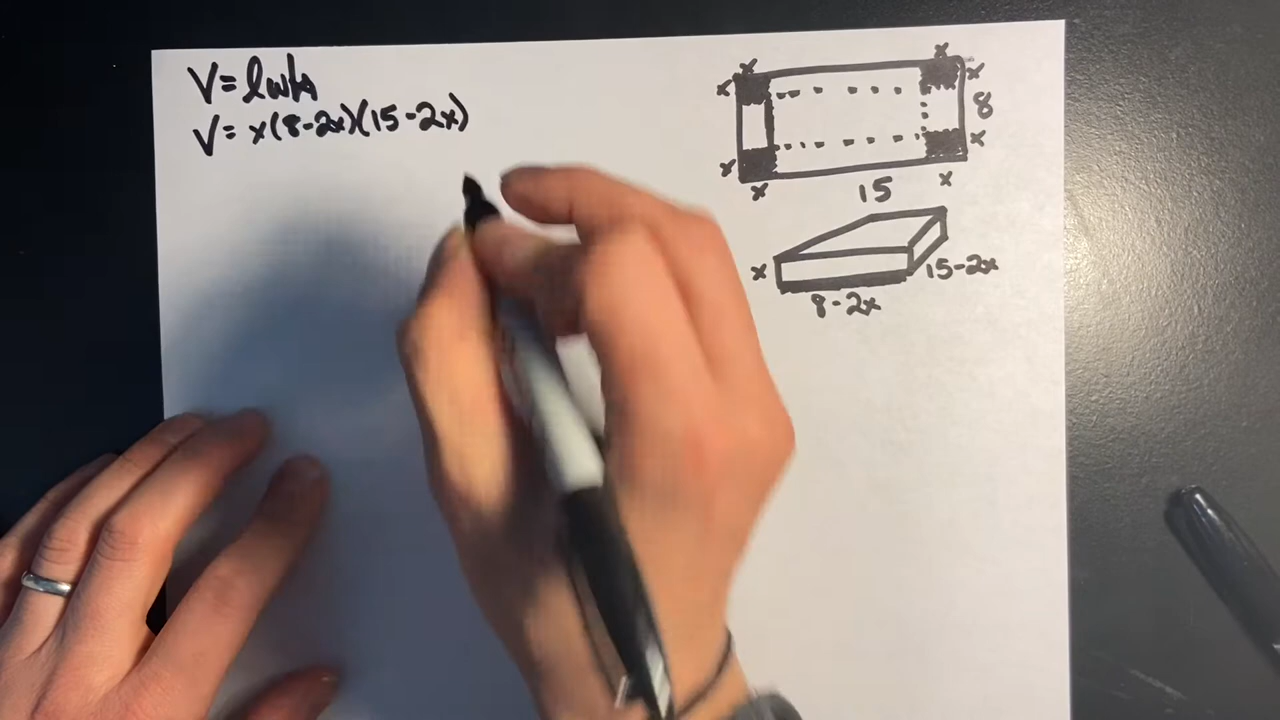 V = lwh
V = x(8-2x)(15-2x)
x x
x x
8
x x
x 15 x
x 15-2x
8-2x